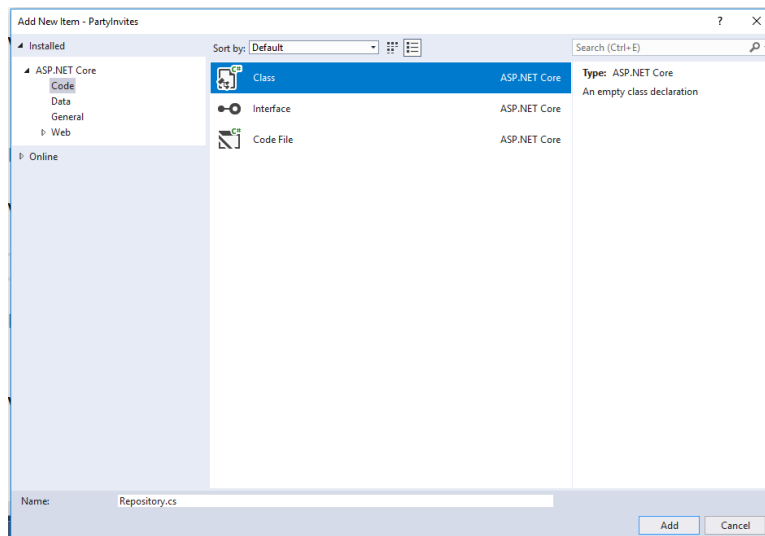 Add New Item - PartyInvites
? X
Installed
Sort by: Default
Search (Ctrl+E)
ASP.NET Core
Code
Data
General
Web
Online
C# Class ASP.NET Core
Interface ASP.NET Core
C# Code File ASP.NET Core
Type: ASP.NET Core
An empty class declaration
Name: Repository.cs
Add Cancel